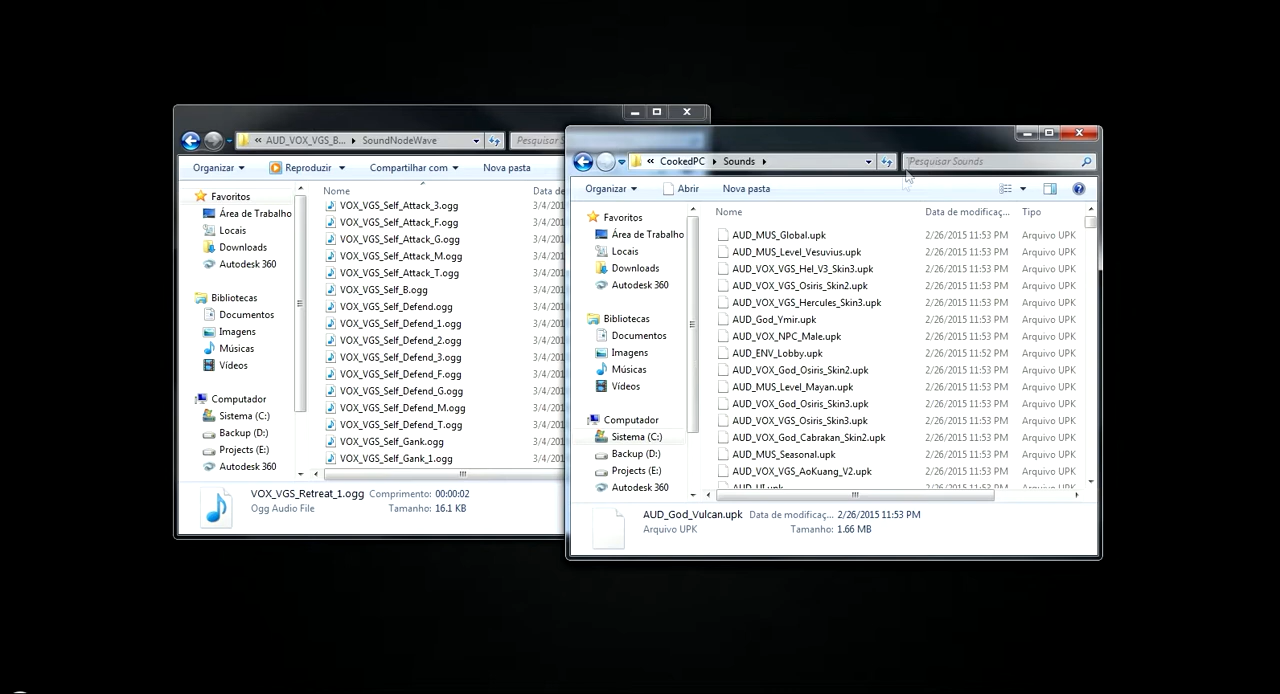 « AUD_VOX_VGS_B... ▸ SoundNodeWave
Pesquisar S
Organizar
Reproduzir
Compartilhar com
Nova pasta
Favoritos
Área de Trabalho
Locais
Downloads
Autodesk 360
Bibliotecas
Documentos
Imagens
Músicas
Vídeos
Computador
Sistema (C:)
Backup (D:)
Projects (E:)
Autodesk 360
Nome Data de
VOX_VGS_Self_Attack_3.ogg 3/4/
VOX_VGS_Self_Attack_F.ogg 3/4/
VOX_VGS_Self_Attack_G.ogg 3/4/
VOX_VGS_Self_Attack_M.ogg 3/4/
VOX_VGS_Self_Attack_T.ogg 3/4/
VOX_VGS_Self_B.ogg 3/4/
VOX_VGS_Self_Defend.ogg 3/4/
VOX_VGS_Self_Defend_1.ogg 3/4/
VOX_VGS_Self_Defend_2.ogg 3/4/
VOX_VGS_Self_Defend_3.ogg 3/4/
VOX_VGS_Self_Defend_F.ogg 3/4/
VOX_VGS_Self_Defend_G.ogg 3/4/
VOX_VGS_Self_Defend_M.ogg 3/4/
VOX_VGS_Self_Defend_T.ogg 3/4/
VOX_VGS_Self_Gank.ogg 3/4/
VOX_VGS_Self_Gank_1.ogg 3/4/
VOX_VGS_Retreat_1.ogg Comprimento: 00:00:02
Ogg Audio File Tamanho: 16.1 KB
« CookedPC ▸ Sounds ▸
Pesquisar Sounds
Organizar
Abrir
Nova pasta
Favoritos
Área de Trabalho
Locais
Downloads
Autodesk 360
Bibliotecas
Documentos
Imagens
Músicas
Vídeos
Computador
Sistema (C:)
Backup (D:)
Projects (E:)
Autodesk 360
Nome Data de modificaç... Tipo
AUD_MUS_Global.upk 2/26/2015 11:53 PM Arquivo UPK
AUD_MUS_Level_Vesuvius.upk 2/26/2015 11:53 PM Arquivo UPK
AUD_VOX_VGS_Hel_V3_Skin3.upk 2/26/2015 11:53 PM Arquivo UPK
AUD_VOX_VGS_Osiris_Skin2.upk 2/26/2015 11:53 PM Arquivo UPK
AUD_VOX_VGS_Hercules_Skin3.upk 2/26/2015 11:53 PM Arquivo UPK
AUD_God_Ymir.upk 2/26/2015 11:53 PM Arquivo UPK
AUD_VOX_NPC_Male.upk 2/26/2015 11:53 PM Arquivo UPK
AUD_ENV_Lobby.upk 2/26/2015 11:52 PM Arquivo UPK
AUD_VOX_God_Osiris_Skin2.upk 2/26/2015 11:53 PM Arquivo UPK
AUD_MUS_Level_Mayan.upk 2/26/2015 11:53 PM Arquivo UPK
AUD_VOX_God_Osiris_Skin3.upk 2/26/2015 11:53 PM Arquivo UPK
AUD_VOX_VGS_Osiris_Skin3.upk 2/26/2015 11:53 PM Arquivo UPK
AUD_VOX_God_Cabrakan_Skin2.upk 2/26/2015 11:53 PM Arquivo UPK
AUD_MUS_Seasonal.upk 2/26/2015 11:53 PM Arquivo UPK
AUD_VOX_VGS_AoKuang_V2.upk 2/26/2015 11:53 PM Arquivo UPK
AUD_UI.upk 2/26/2015 11:53 PM Arquivo UPK
AUD_God_Vulcan.upk Data de modificaç... 2/26/2015 11:53 PM
Arquivo UPK Tamanho: 1.66 MB